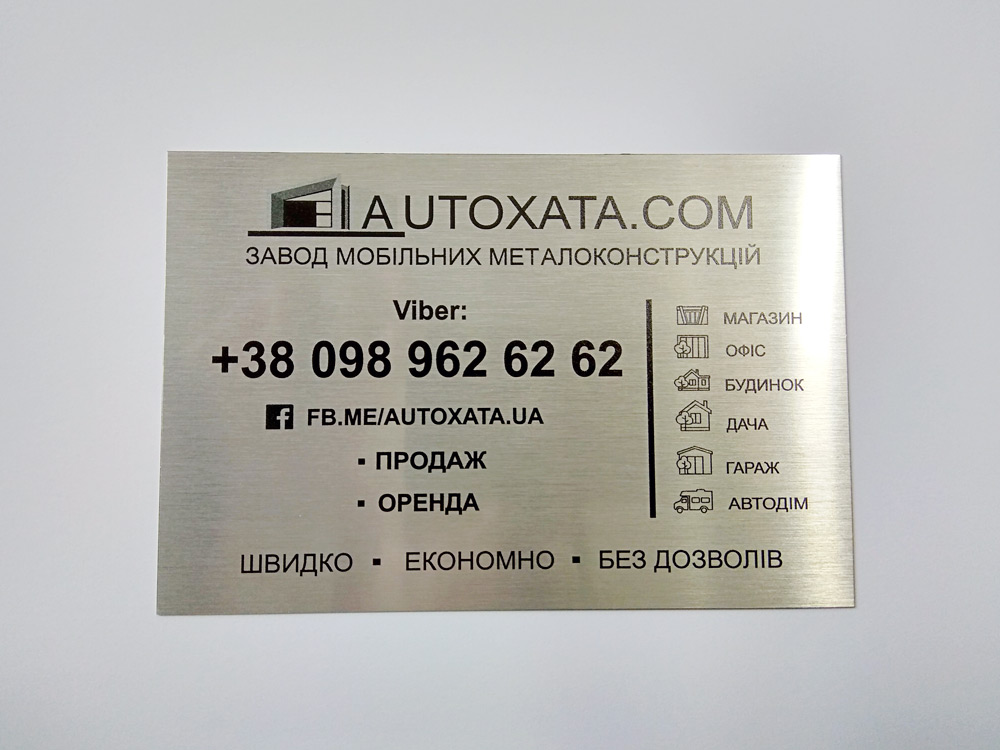 AUTOXATA.COM
ЗАВОД МОБІЛЬНИХ МЕТАЛОКОНСТРУКЦІЙ
Viber:
+38 098 962 62 62
FB.ME/AUTOXATA.UA
▪ ПРОДАЖ
▪ ОРЕНДА
МАГАЗИН
ОФІС
БУДИНОК
ДАЧА
ГАРАЖ
АВТОДІМ
ШВИДКО ▪ ЕКОНОМНО ▪ БЕЗ ДОЗВОЛІВ